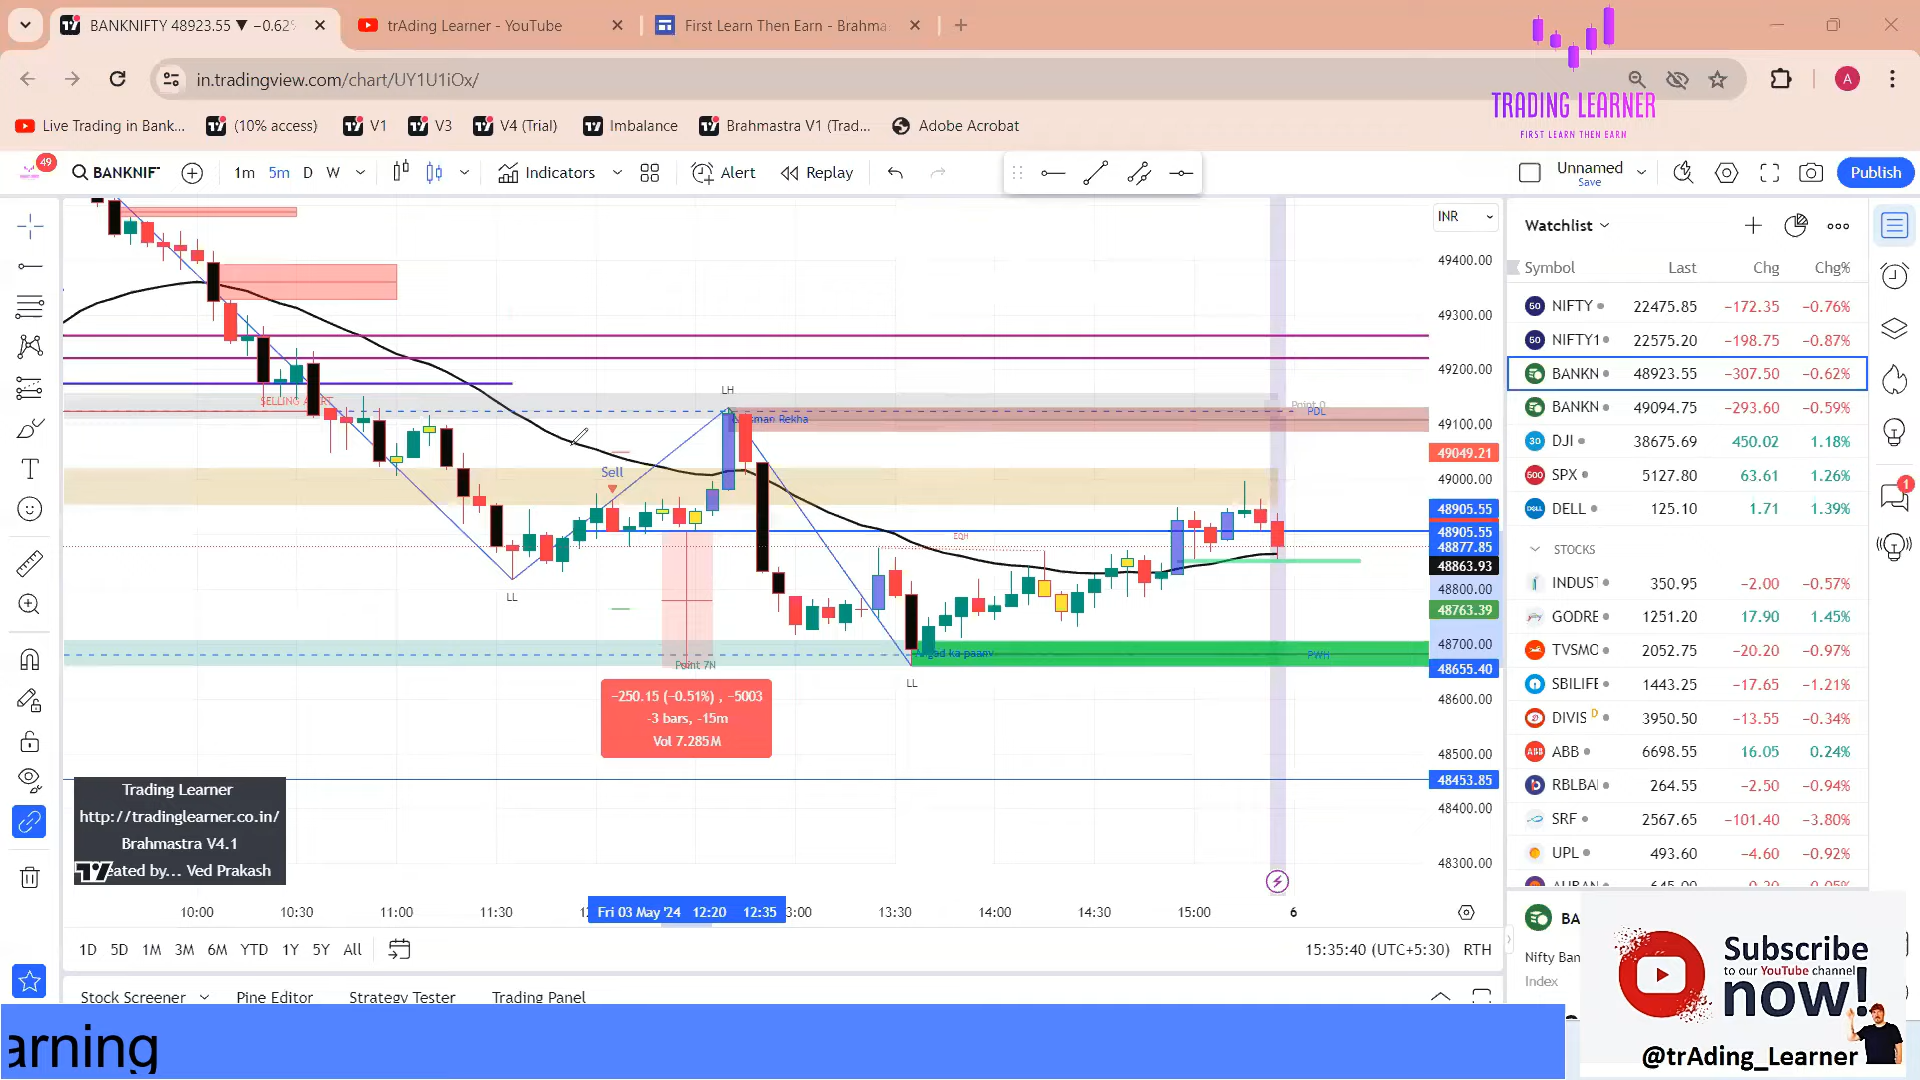 BANKNIFTY 48923.55 ▼ −0.62%
trAding Learner - YouTube
First Learn Then Earn - Brahma
in.tradingview.com/chart/UY1U1iOx/
A
TRADING LEARNER
FIRST LEARN THEN EARN
Live Trading in Bank...
(10% access)
V1
V3
V4 (Trial)
Imbalance
Brahmastra V1 (Trad...
Adobe Acrobat
49
BANKNIF
1m 5m D W
Indicators
Alert
Replay
Unnamed
Save
Publish
INR
49400.00
49300.00
49200.00
49100.00
49049.21
49000.00
48905.55
48905.55
48877.85
48863.93
48800.00
48763.39
48700.00
48655.40
48600.00
48500.00
48453.85
48400.00
48300.00
LH
Point 0
PDL
Sell
EQH
LL
PWH
Point 7N
LL
−250.15 (−0.51%) , −5003
-3 bars, -15m
Vol 7.285M
Trading Learner
http://tradinglearner.co.in/
Brahmastra V4.1
eated by... Ved Prakash
10:00 10:30 11:00 11:30 Fri 03 May '24 12:20 12:35 3:00 13:30 14:00 14:30 15:00 6
1D 5D 1M 3M 6M YTD 1Y 5Y All
15:35:40 (UTC+5:30) RTH
Stock Screener Pine Editor Strategy Tester Trading Panel
Watchlist
Symbol Last Chg Chg%
NIFTY 22475.85 −172.35 −0.76%
NIFTY1 22575.20 −198.75 −0.87%
BANKN 48923.55 −307.50 −0.62%
BANKN 49094.75 −293.60 −0.59%
DJI 38675.69 450.02 1.18%
SPX 5127.80 63.61 1.26%
DELL 125.10 1.71 1.39%
STOCKS
INDUS 350.95 −2.00 −0.57%
GODRE 1251.20 17.90 1.45%
TVSMO 2052.75 −20.20 −0.97%
SBILIFE 1443.25 −17.65 −1.21%
DIVIS D 3950.50 −13.55 −0.34%
ABB 6698.55 16.05 0.24%
RBLBA 264.55 −2.50 −0.94%
SRF 2567.65 −101.40 −3.80%
UPL 493.60 −4.60 −0.92%
1
BA
Nifty Ban
Index
Subscribe
to our YouTube channel
now!
@trAding_Learner
arning